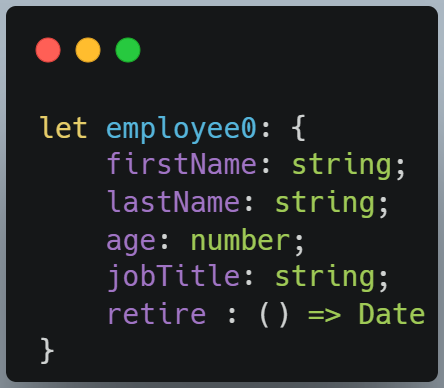 let employee0: {
    firstName: string;
    lastName: string;
    age: number;
    jobTitle: string;
    retire : () => Date
}